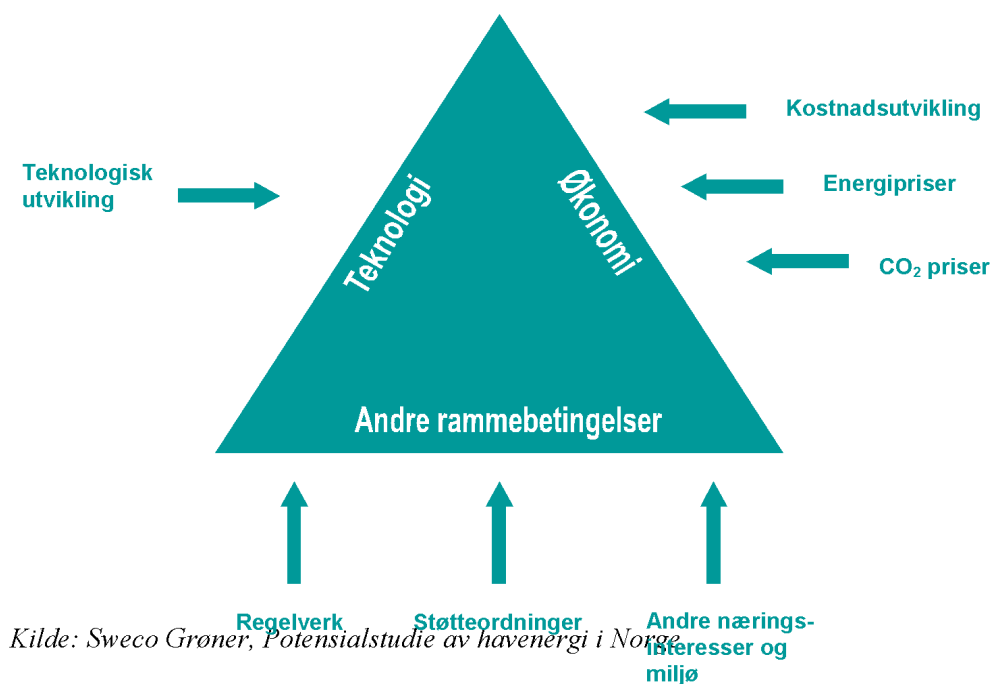 Kostnadsutvikling
Teknologisk
utvikling
Energipriser
CO₂ priser
Teknologi
Økonomi
Andre rammebetingelser
Regelverk
Støtteordninger
Andre nærings-
interesser og
miljø
Kilde: Sweco Grøner, Potensialstudie av havenergi i Norge